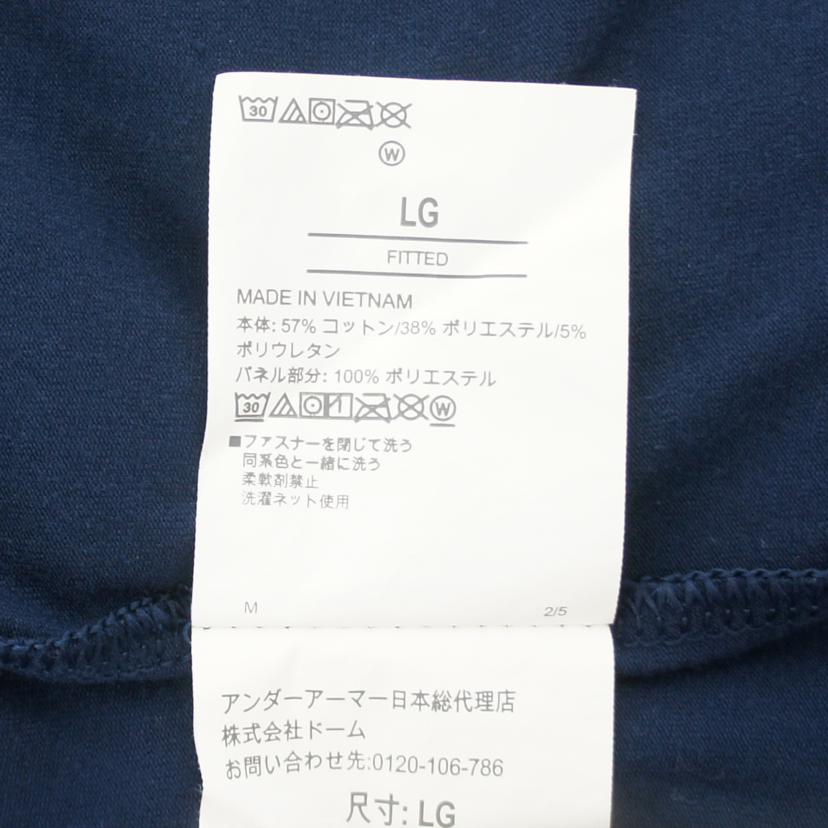 30
W
LG
FITTED
MADE IN VIETNAM
本体: 57% コットン/38% ポリエステル/5%
ポリウレタン
パネル部分: 100% ポリエステル
30 W
■ファスナーを閉じて洗う
同系色と一緒に洗う
柔軟剤禁止
洗濯ネット使用
M 2/5
アンダーアーマー日本総代理店
株式会社ドーム
お問い合わせ先:0120-106-786
尺寸: LG